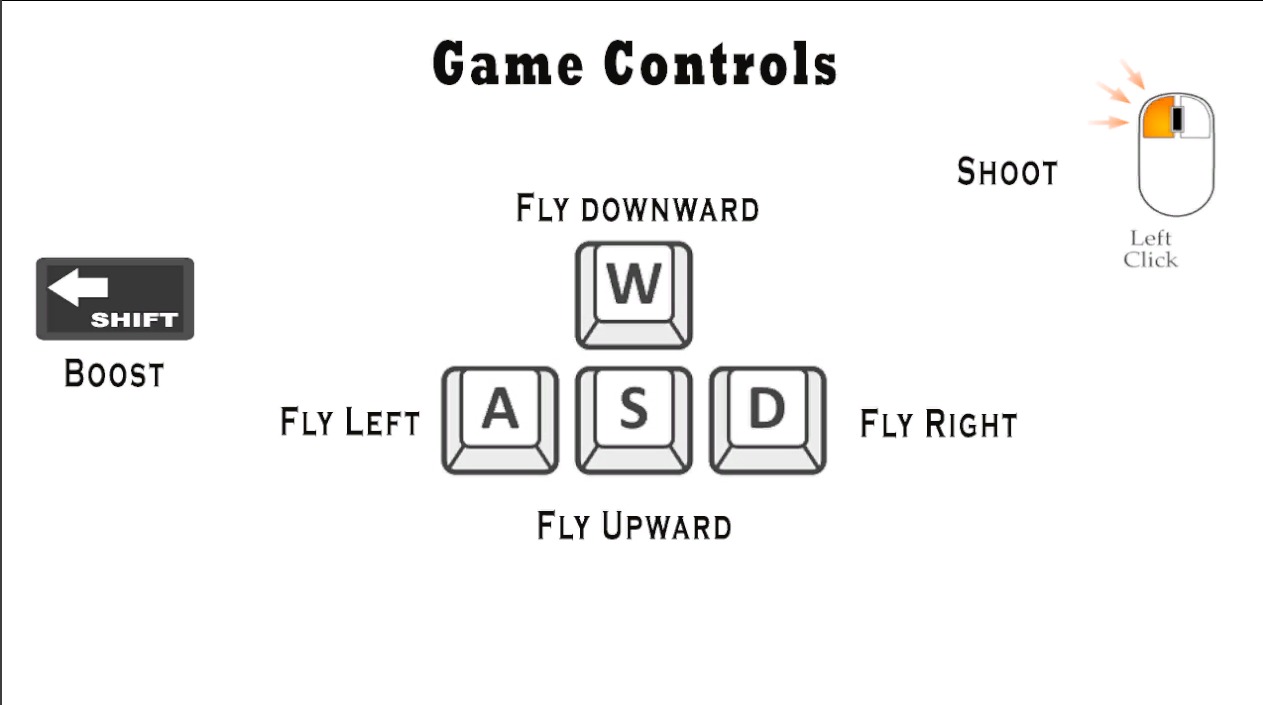 Game Controls
Shoot
Left
Click
Fly downward
W
SHIFT
Boost
Fly Left
A
S
D
Fly Right
Fly Upward